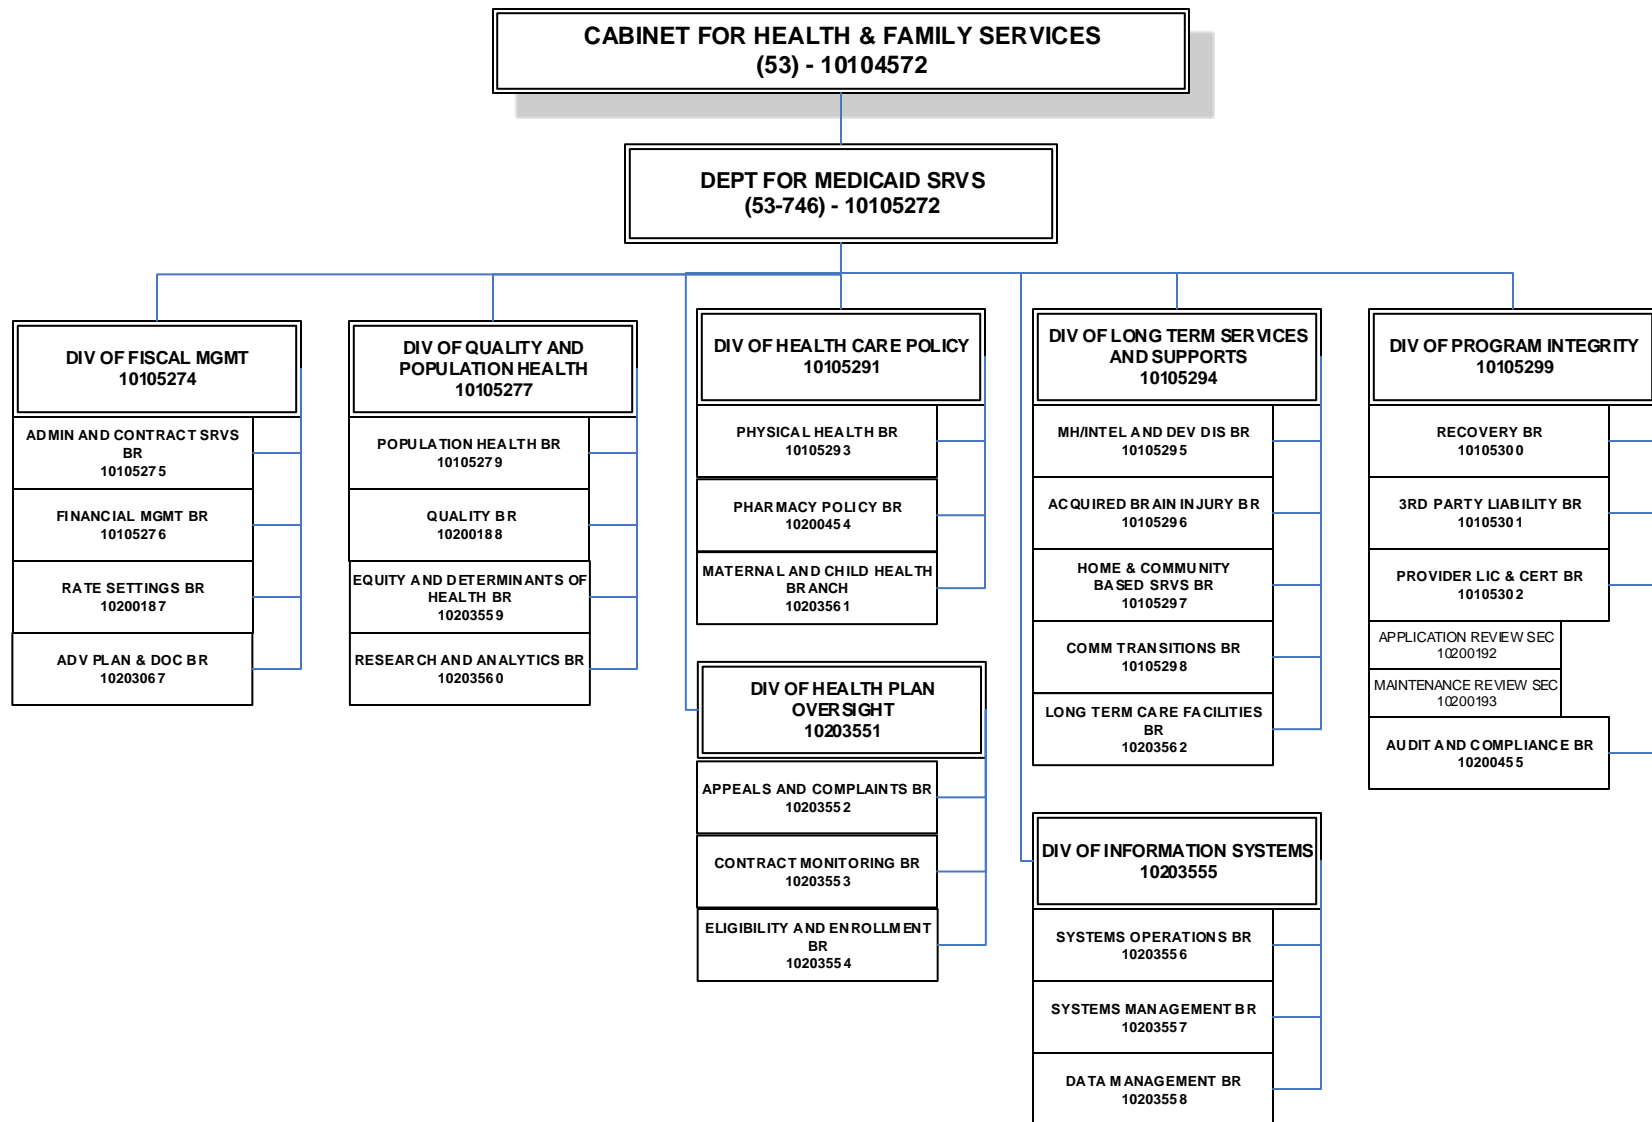 CABINET FOR HEALTH & FAMILY SERVICES
(53) - 10104572
DEPT FOR MEDICAID SRVS
(53-746) - 10105272
DIV OF FISCAL MGMT
10105274
ADMIN AND CONTRACT SRVS
BR
10105275
FINANCIAL MGMT BR
10105276
RATE SETTINGS BR
10200187
ADV PLAN & DOC BR
10203067
DIV OF QUALITY AND
POPULATION HEALTH
10105277
POPULATION HEALTH BR
10105279
QUALITY BR
10200188
EQUITY AND DETERMINANTS OF
HEALTH BR
10203559
RESEARCH AND ANALYTICS BR
10203560
DIV OF HEALTH CARE POLICY
10105291
PHYSICAL HEALTH BR
10105293
PHARMACY POLICY BR
10200454
MATERNAL AND CHILD HEALTH
BRANCH
10203561
DIV OF HEALTH PLAN
OVERSIGHT
10203551
APPEALS AND COMPLAINTS BR
10203552
CONTRACT MONITORING BR
10203553
ELIGIBILITY AND ENROLLMENT
BR
10203554
DIV OF LONG TERM SERVICES
AND SUPPORTS
10105294
MH/INTEL AND DEV DIS BR
10105295
ACQUIRED BRAIN INJURY BR
10105296
HOME & COMMUNITY
BASED SRVS BR
10105297
COMM TRANSITIONS BR
10105298
LONG TERM CARE FACILITIES
BR
10203562
DIV OF INFORMATION SYSTEMS
10203555
SYSTEMS OPERATIONS BR
10203556
SYSTEMS MANAGEMENT BR
10203557
DATA MANAGEMENT BR
10203558
DIV OF PROGRAM INTEGRITY
10105299
RECOVERY BR
10105300
3RD PARTY LIABILITY BR
10105301
PROVIDER LIC & CERT BR
10105302
APPLICATION REVIEW SEC
10200192
MAINTENANCE REVIEW SEC
10200193
AUDIT AND COMPLIANCE BR
10200455